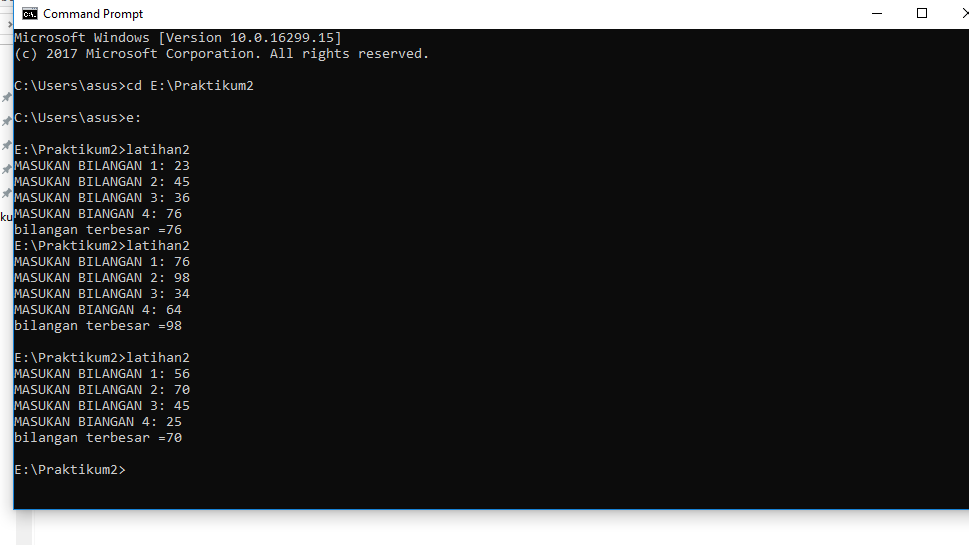 Command Prompt
Microsoft Windows [Version 10.0.16299.15]
(c) 2017 Microsoft Corporation. All rights reserved.
C:\Users\asus>cd E:\Praktikum2
C:\Users\asus>e:
E:\Praktikum2>latihan2
MASUKAN BILANGAN 1: 23
MASUKAN BILANGAN 2: 45
MASUKAN BILANGAN 3: 36
MASUKAN BIANGAN 4: 76
bilangan terbesar =76
E:\Praktikum2>latihan2
MASUKAN BILANGAN 1: 76
MASUKAN BILANGAN 2: 98
MASUKAN BILANGAN 3: 34
MASUKAN BIANGAN 4: 64
bilangan terbesar =98
E:\Praktikum2>latihan2
MASUKAN BILANGAN 1: 56
MASUKAN BILANGAN 2: 70
MASUKAN BILANGAN 3: 45
MASUKAN BIANGAN 4: 25
bilangan terbesar =70
E:\Praktikum2>
ku